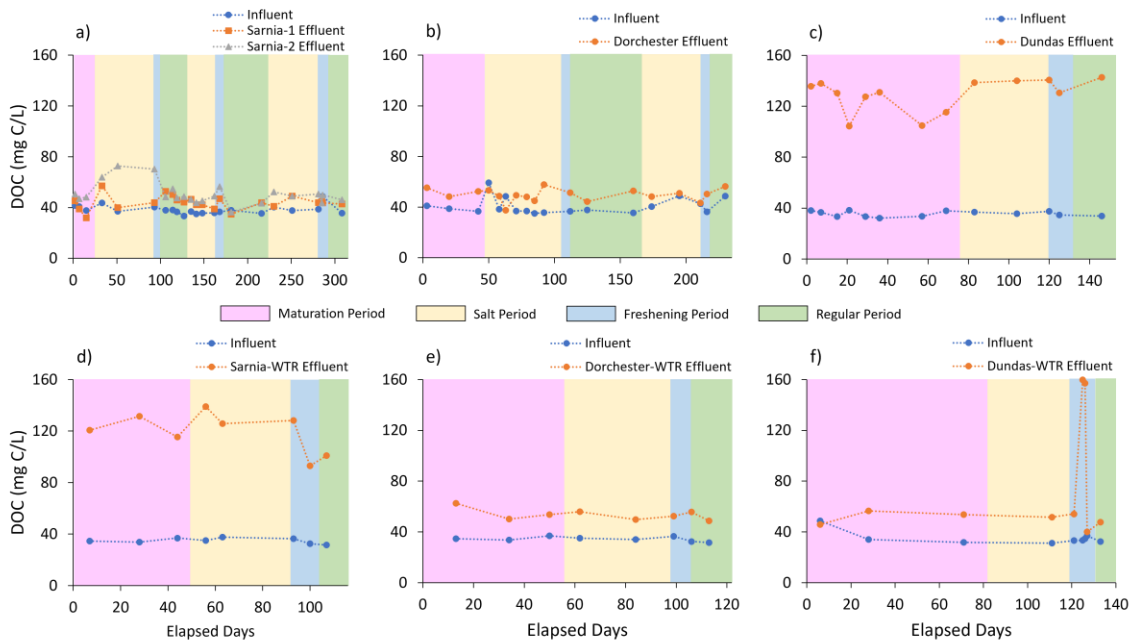 a)
Influent
Sarnia-1 Effluent
Sarnia-2 Effluent
b)
Influent
Dorchester Effluent
c)
Influent
Dundas Effluent
DOC (mg C/L)
160
120
80
40
0
0 50 100 150 200 250 300
160
120
80
40
0
0 50 100 150 200
160
120
80
40
0
0 20 40 60 80 100 120 140
Maturation Period
Salt Period
Freshening Period
Regular Period
d)
Influent
Sarnia-WTR Effluent
e)
Influent
Dorchester-WTR Effluent
f)
Influent
Dundas-WTR Effluent
DOC (mg C/L)
160
120
80
40
0
0 20 40 60 80 100
Elapsed Days
160
120
80
40
0
0 20 40 60 80 100 120
Elapsed Days
160
120
80
40
0
0 20 40 60 80 100 120 140
Elapsed Days